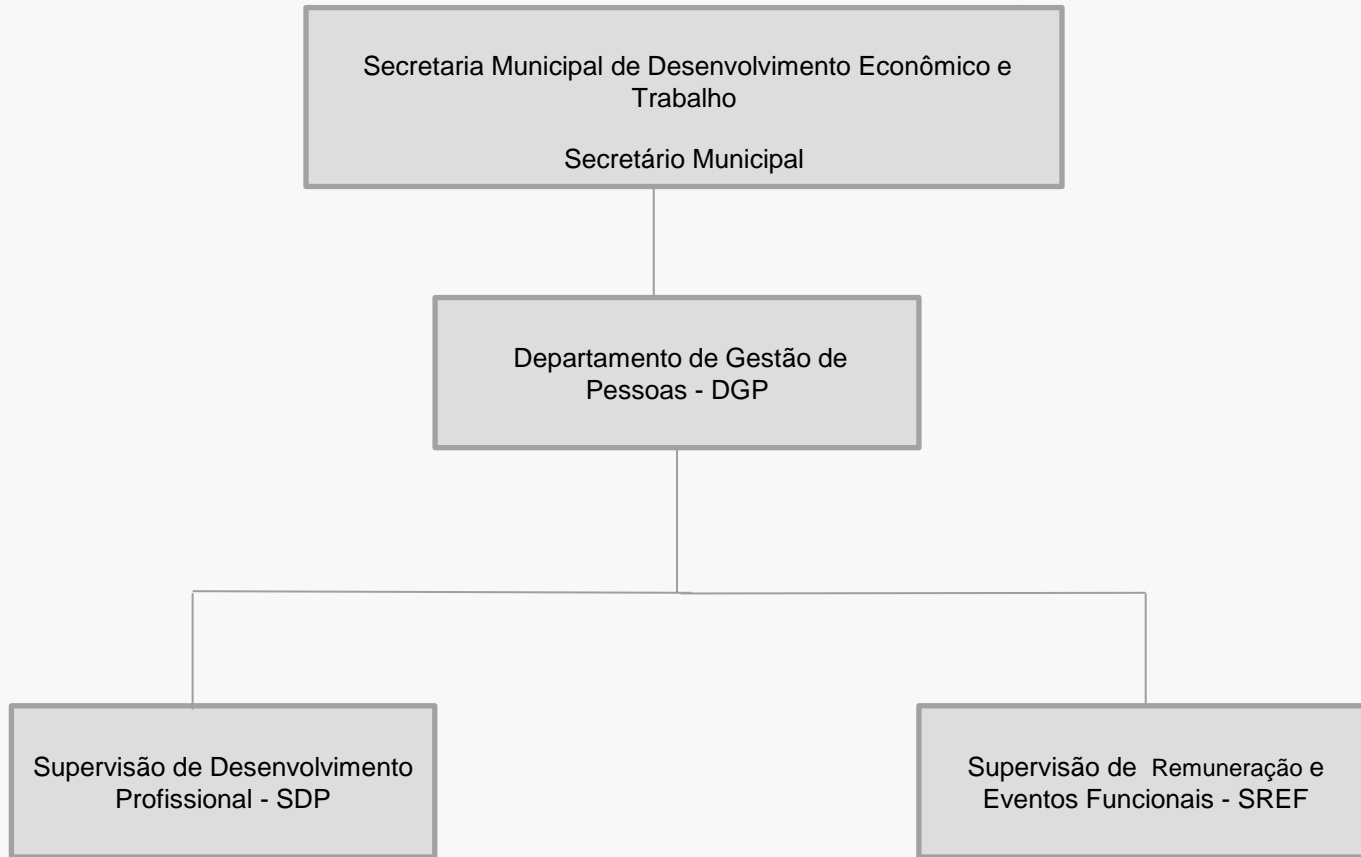 Secretaria Municipal de Desenvolvimento Econômico e
Trabalho
Secretário Municipal
Departamento de Gestão de
Pessoas - DGP
Supervisão de Desenvolvimento
Profissional - SDP
Supervisão de Remuneração e
Eventos Funcionais - SREF